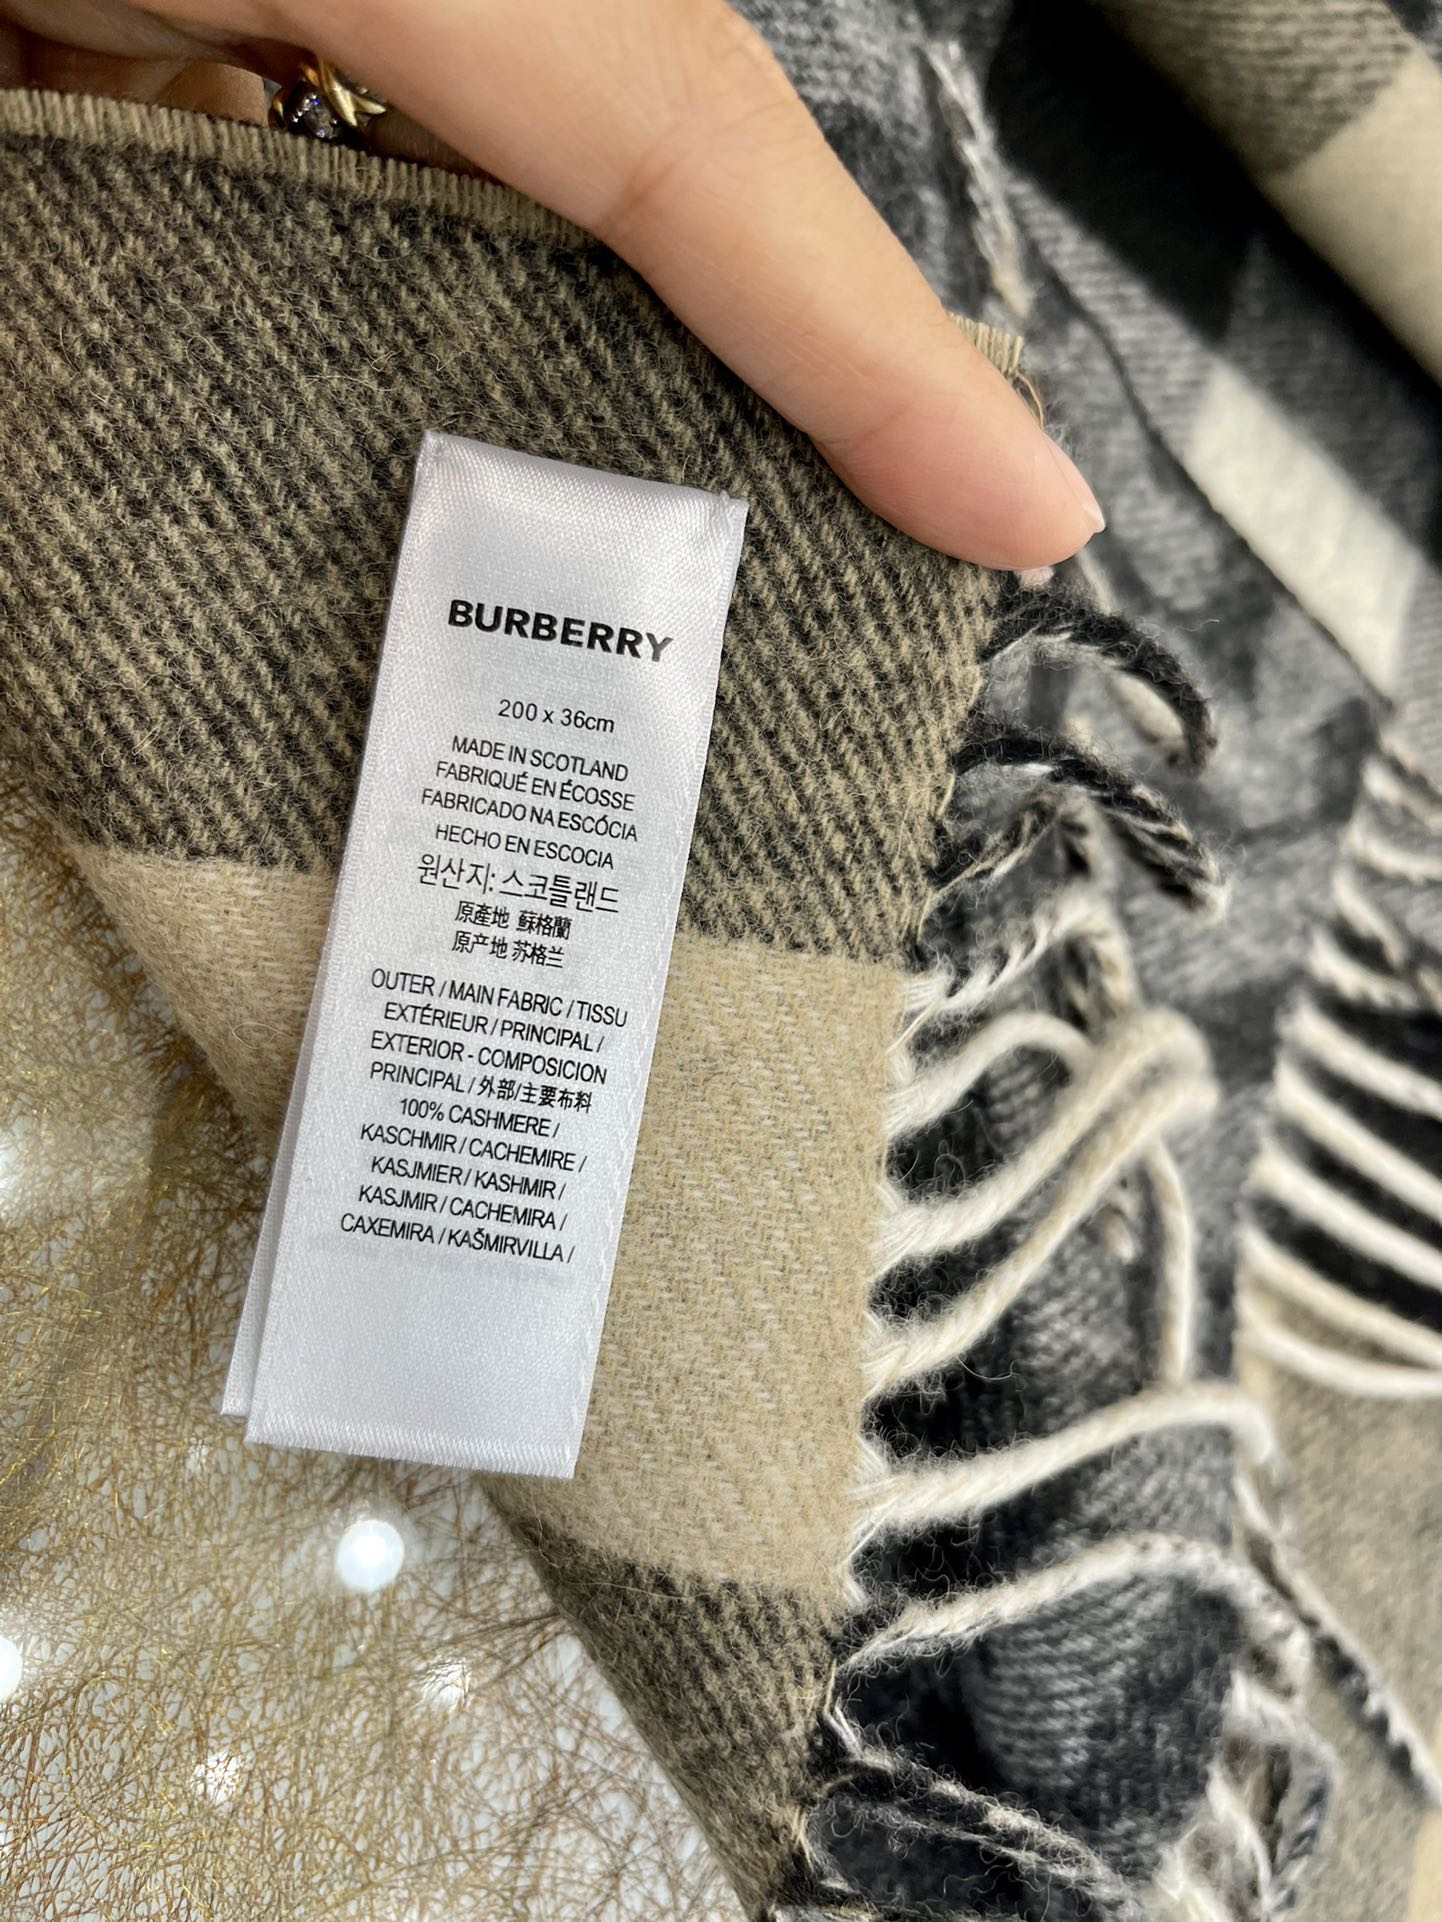 BURBERRY
200 x 36cm
MADE IN SCOTLAND
FABRIQUÉ EN ÉCOSSE
FABRICADO NA ESCÓCIA
HECHO EN ESCOCIA
원산지: 스코틀랜드
原產地 蘇格蘭
原产地 苏格兰
OUTER / MAIN FABRIC / TISSU
EXTÉRIEUR / PRINCIPAL /
EXTERIOR - COMPOSICION
PRINCIPAL / 外部/主要布料
100% CASHMERE /
KASCHMIR / CACHEMIRE /
KASJMIER / KASHMIR /
KASJMIR / CACHEMIRA /
CAXEMIRA / KAŠMIRVILLA /